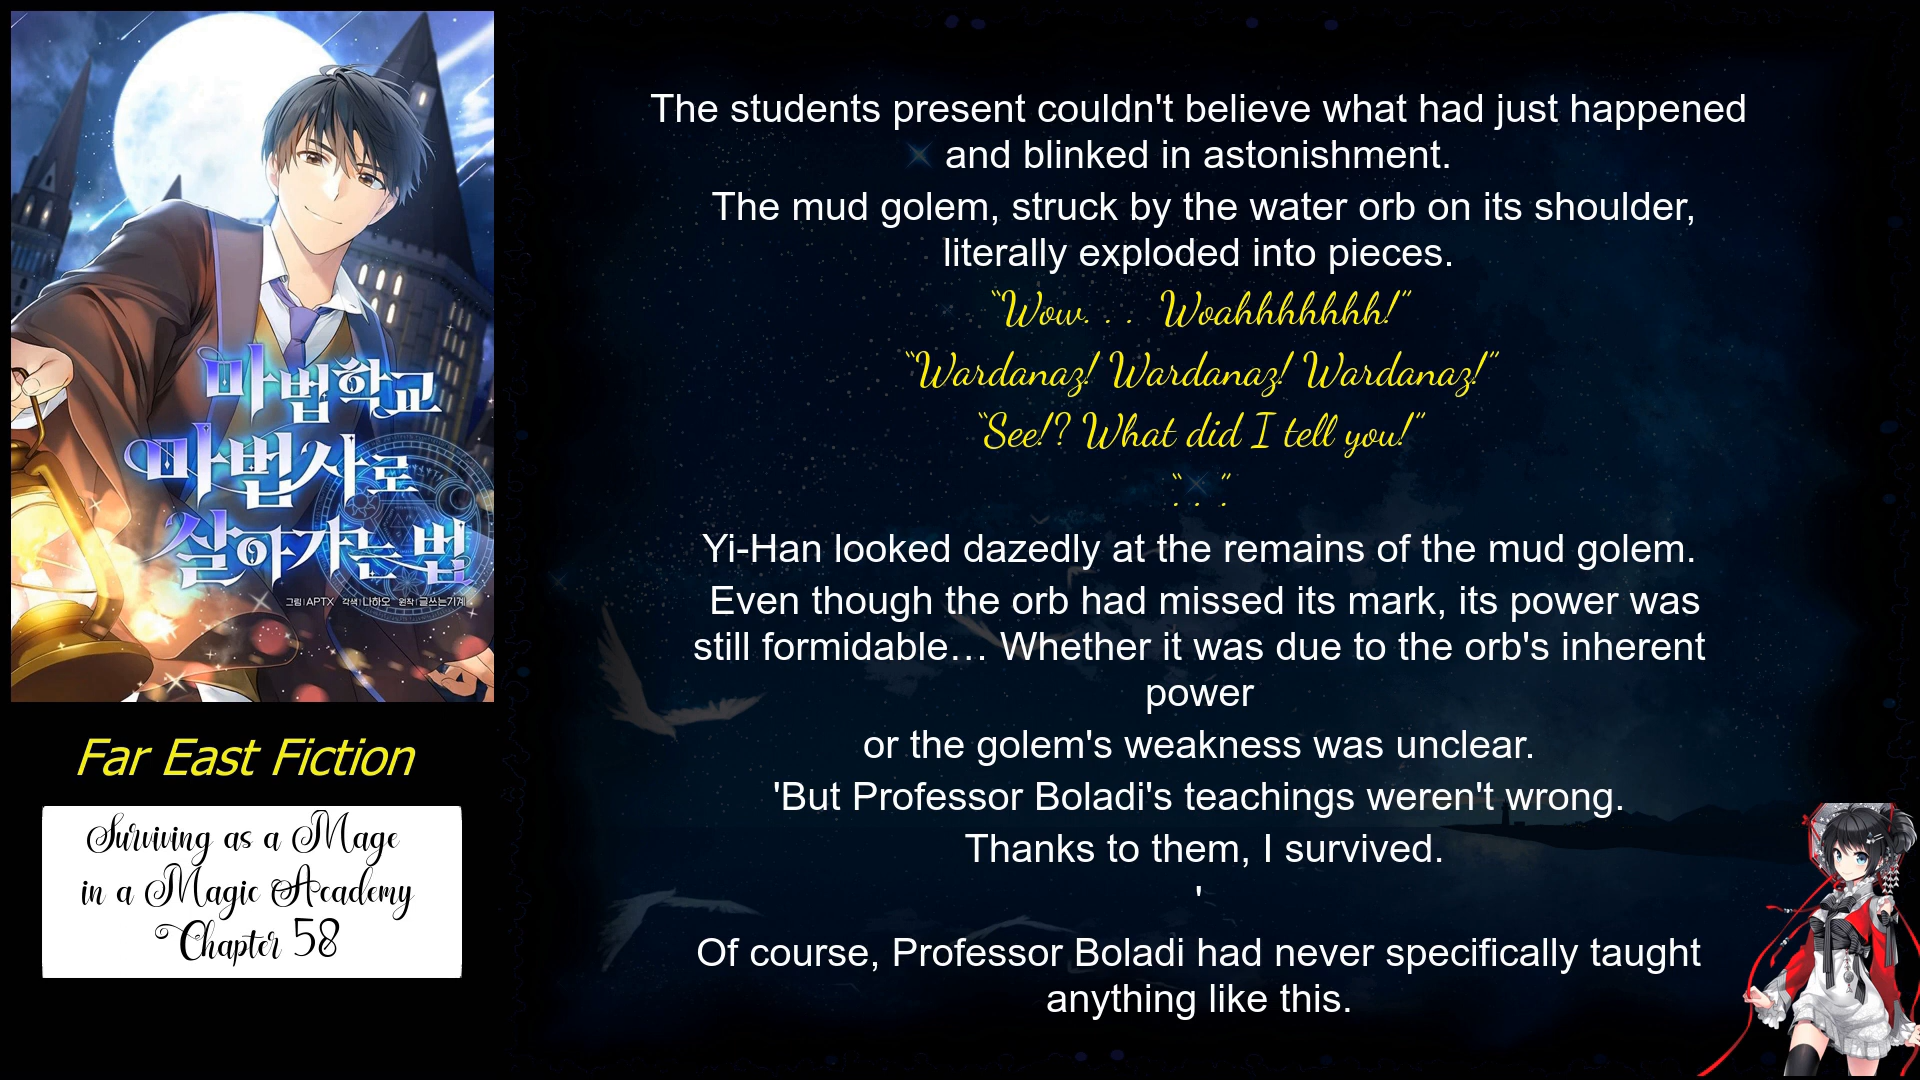 마법학교
마법사로
살아가는 법
그림|APTX 각색|나하오 원작|글쓰는기계
Far East Fiction
Surviving as a Mage
in a Magic Academy
Chapter 58
The students present couldn't believe what had just happened
and blinked in astonishment.
The mud golem, struck by the water orb on its shoulder,
literally exploded into pieces.
“Wow. . .  Woahhhhhhh!”
“Wardanaz! Wardanaz! Wardanaz!”
“See!? What did I tell you!”
“. . .”
Yi-Han looked dazedly at the remains of the mud golem.
Even though the orb had missed its mark, its power was
still formidable… Whether it was due to the orb's inherent
power
or the golem's weakness was unclear.
'But Professor Boladi's teachings weren't wrong.
Thanks to them, I survived.
'
Of course, Professor Boladi had never specifically taught
anything like this.